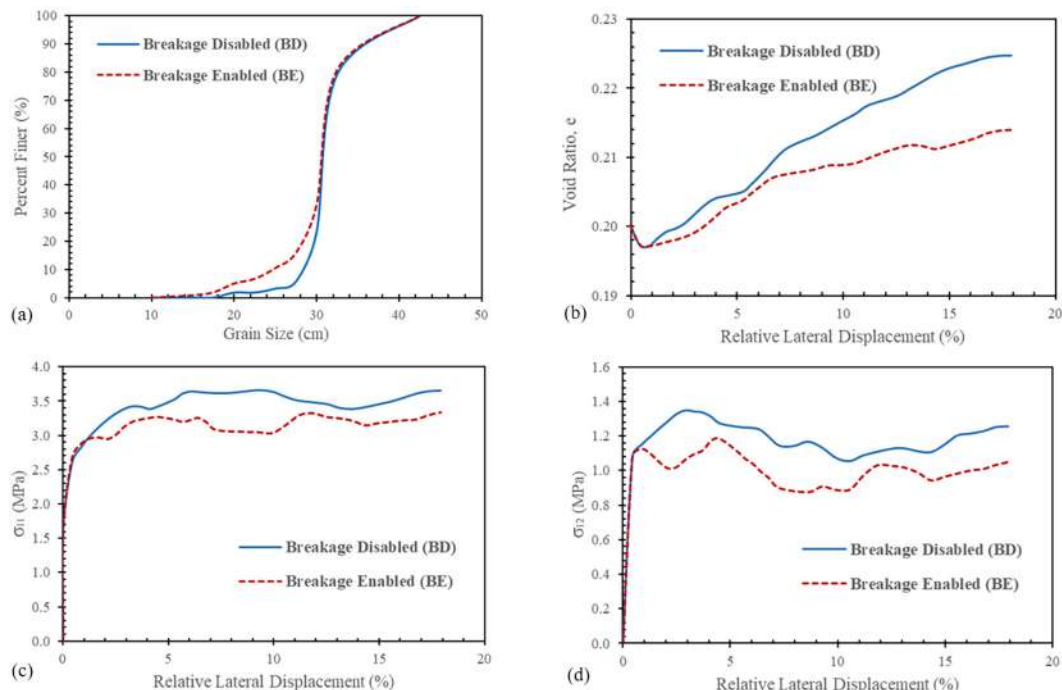 100
90
80
70
60
50
40
30
20
10
0
Percent Finer (%)
Breakage Disabled (BD)
Breakage Enabled (BE)
0 10 20 30 40 50
Grain Size (cm)
(a)
0.23
0.22
0.21
0.20
0.19
Void Ratio, e
Breakage Disabled (BD)
Breakage Enabled (BE)
0 5 10 15 20
Relative Lateral Displacement (%)
(b)
4.0
3.5
3.0
2.5
2.0
1.5
1.0
0.5
0.0
σ₁₁ (MPa)
Breakage Disabled (BD)
Breakage Enabled (BE)
0 5 10 15 20
Relative Lateral Displacement (%)
(c)
1.6
1.4
1.2
1.0
0.8
0.6
0.4
0.2
0.0
σ₁₂ (MPa)
Breakage Disabled (BD)
Breakage Enabled (BE)
0 5 10 15 20
Relative Lateral Displacement (%)
(d)